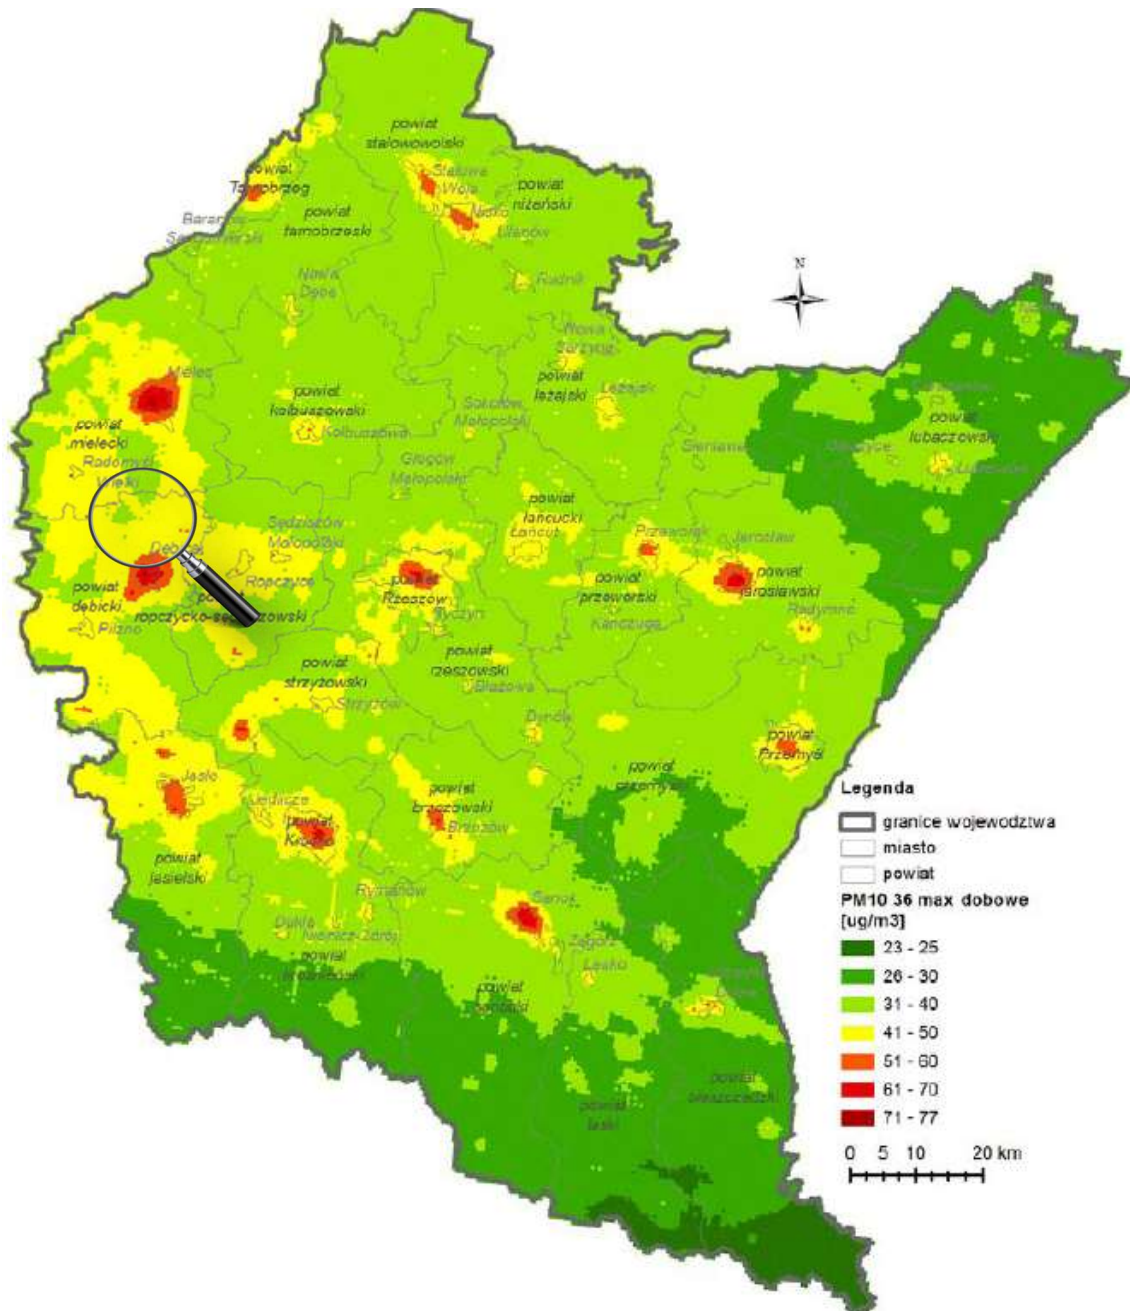 powiat
stalowowolski
Stalowa
Wola
powiat
niżański
powiat
Tarnobrzeg
powiat
tarnobrzeski
Nisko
Ulanów
Rudnik
Nowa
Dęba
Nowa
Sarzyna
powiat
leżajski
Leżajsk
Mielec
powiat
kolbuszowski
Kolbuszowa
Sokołów
Małopolski
powiat
mielecki
Radomyśl
Wielki
Głogów
Małopolski
Sieniawa
powiat
lubaczowski
Lubaczów
powiat
łańcucki
Łańcut
Sędziszów
Małopolski
Ropczyce
Przeworsk
Jarosław
powiat
jarosławski
powiat
przeworski
Kańczuga
Radymno
powiat
dębicki
Pilzno
powiat
Rzeszów
Tyczyn
powiat
rzeszowski
Błażowa
powiat
strzyżowski
Strzyżów
Dynów
powiat
Przemyśl
powiat
Jasło
Jedlicze
powiat
Krosno
powiat
brzozowski
Brzozów
powiat
jasielski
Rymanów
Dukla
Iwonicz-Zdrój
powiat
Sanok
Zagórz
Lesko
powiat
powiat
leski
powiat
bieszczadzki
N
Legenda
granice wojewodztwa
miasto
powiat
PM10 36 max dobowe
[ug/m3]
23 - 25
26 - 30
31 - 40
41 - 50
51 - 60
61 - 70
71 - 77
0 5 10 20 km